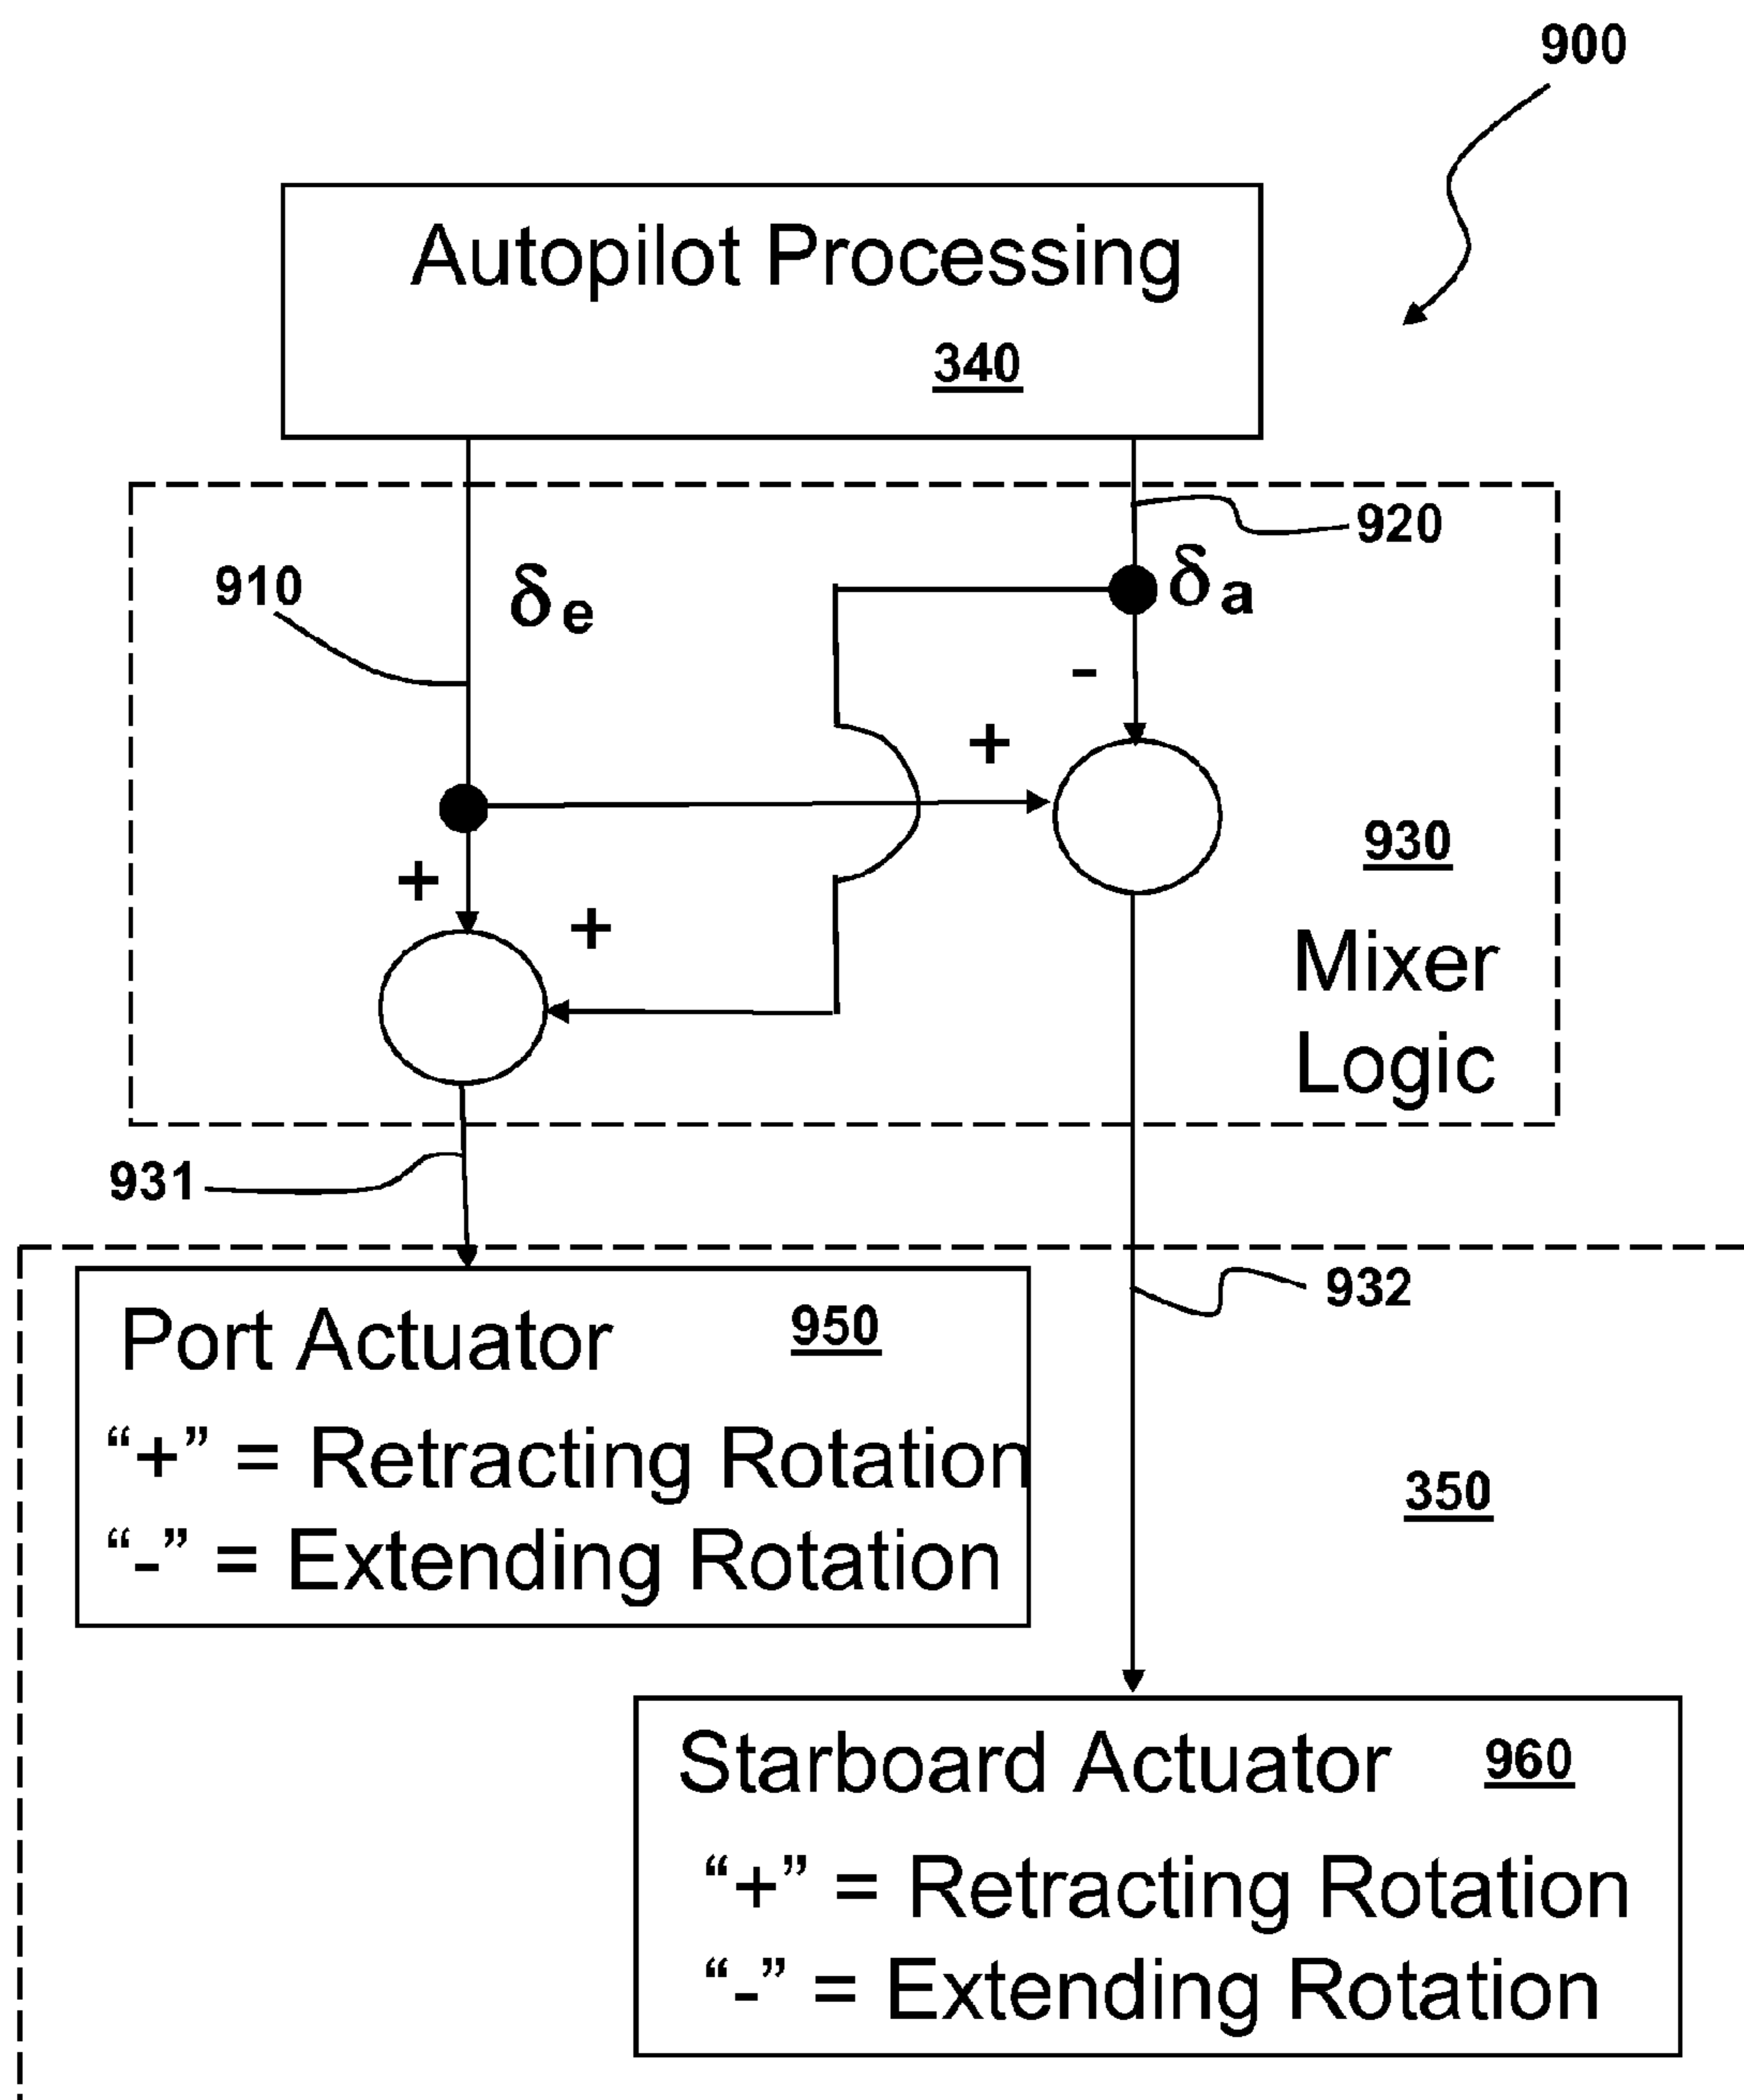 900
Autopilot Processing
340
920
910
δe
δa
-
+
+
+
930
Mixer
Logic
931
932
Port Actuator 950
“+” = Retracting Rotation
“-” = Extending Rotation
350
Starboard Actuator 960
“+” = Retracting Rotation
“-” = Extending Rotation